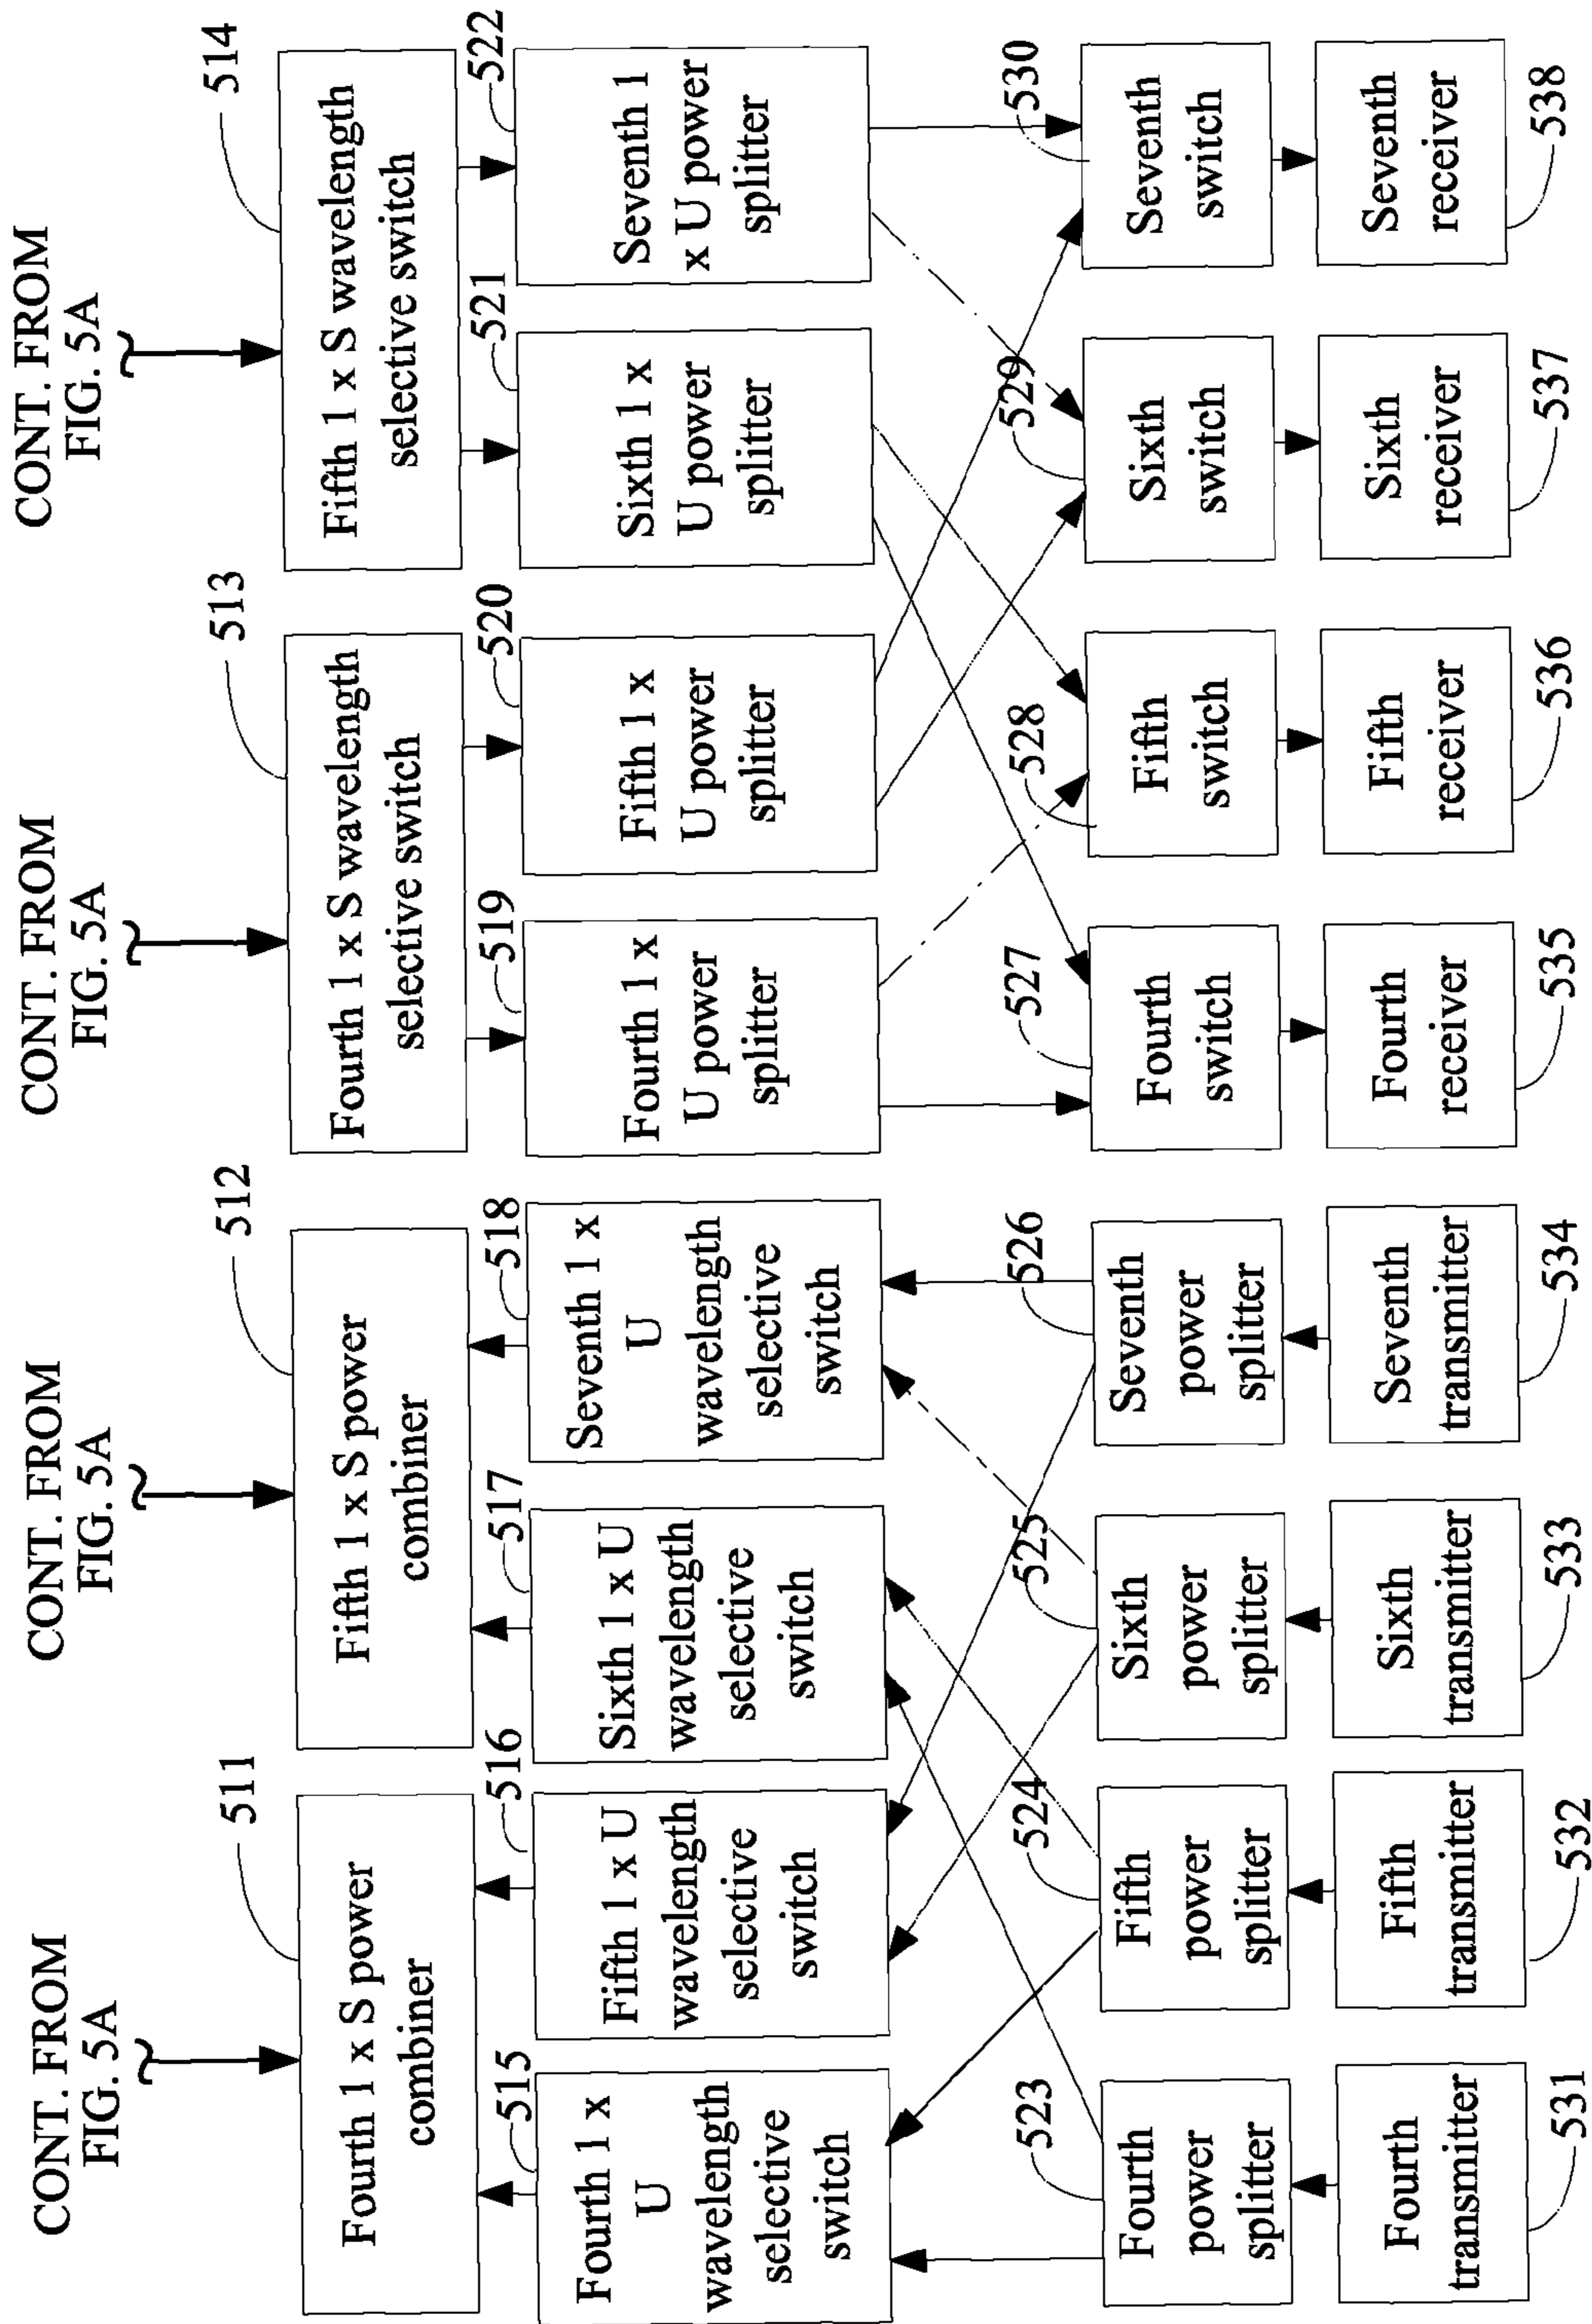 CONT. FROM
FIG. 5A
CONT. FROM
FIG. 5A
CONT. FROM
FIG. 5A
CONT. FROM
FIG. 5A
511
512
513
514
Fourth 1 x S power
combiner
Fifth 1 x S power
combiner
Fourth 1 x S wavelength
selective switch
Fifth 1 x S wavelength
selective switch
515
516
517
518
519
520
521
522
Fourth 1 x
U
wavelength
selective
switch
Fifth 1 x U
wavelength
selective
switch
Sixth 1 x U
wavelength
selective
switch
Seventh 1 x
U
wavelength
selective
switch
Fourth 1 x
U power
splitter
Fifth 1 x
U power
splitter
Sixth 1 x
U power
splitter
Seventh 1
x U power
splitter
523
524
525
526
527
528
529
530
Fourth
power
splitter
Fifth
power
splitter
Sixth
power
splitter
Seventh
power
splitter
Fourth
switch
Fifth
switch
Sixth
switch
Seventh
switch
Fourth
transmitter
Fifth
transmitter
Sixth
transmitter
Seventh
transmitter
Fourth
receiver
Fifth
receiver
Sixth
receiver
Seventh
receiver
531
532
533
534
535
536
537
538